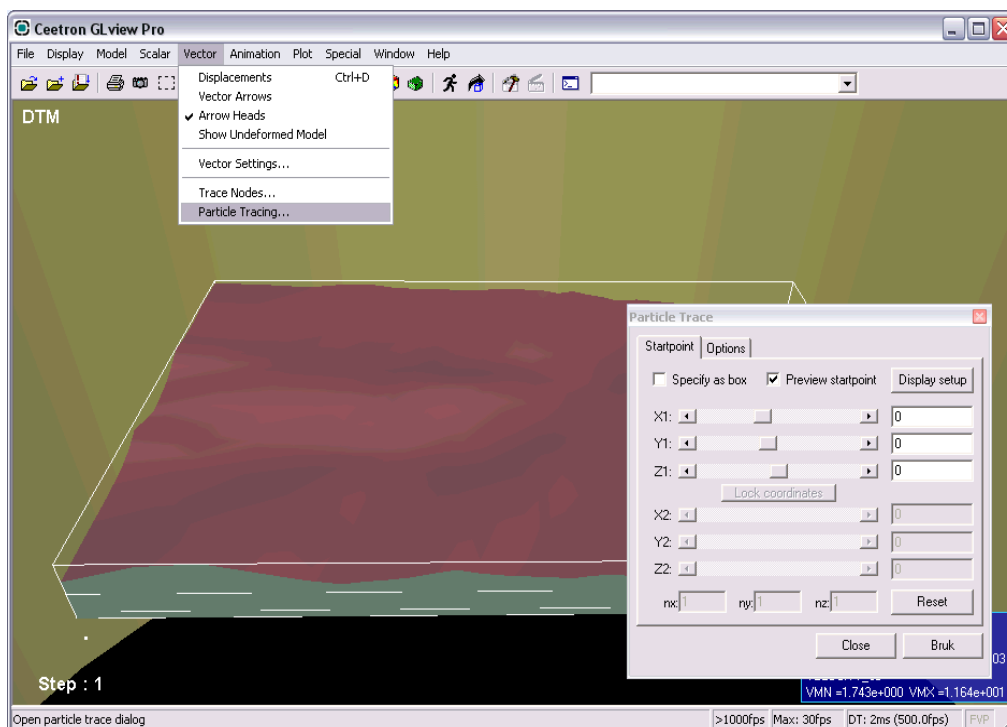 Ceetron GLview Pro
File Display Model Scalar Vector Animation Plot Special Window Help
DTM
Displacements Ctrl+D
Vector Arrows
Arrow Heads
Show Undeformed Model
Vector Settings...
Trace Nodes...
Particle Tracing...
Particle Trace
Startpoint Options
Specify as box Preview startpoint Display setup
X1: 0
Y1: 0
Z1: 0
Lock coordinates
X2: 0
Y2: 0
Z2: 0
nx: 1 ny: 1 nz: 1 Reset
Close Bruk
03
VMN =1.743e+000 VMX =1.164e+001
Step : 1
Open particle trace dialog >1000fps Max: 30fps DT: 2ms (500.0fps) FVP